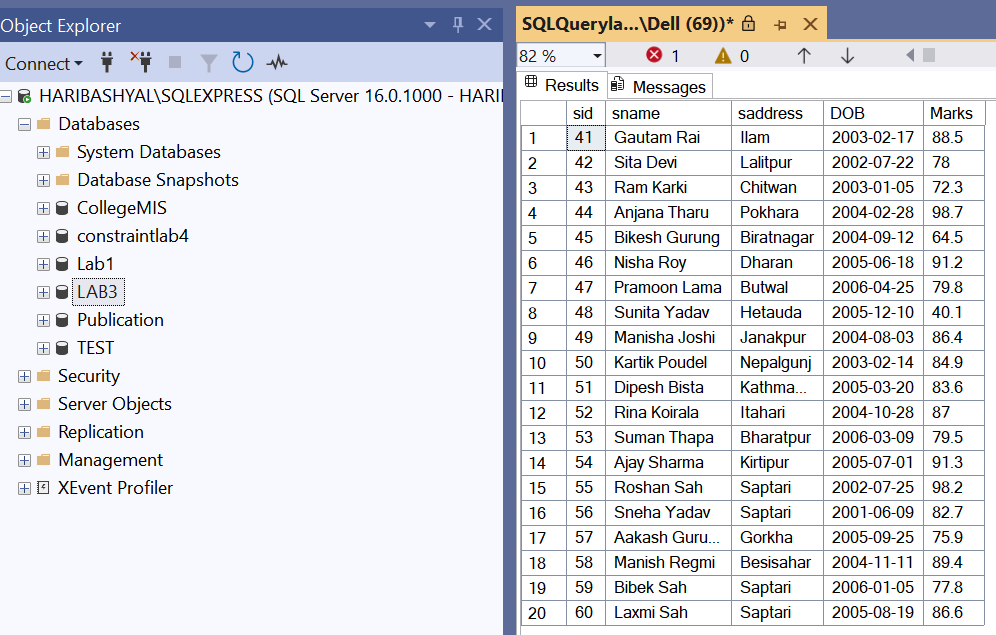 Object Explorer
Connect
HARIBASHYAL\SQLEXPRESS (SQL Server 16.0.1000 - HARI
Databases
System Databases
Database Snapshots
CollegeMIS
constraintlab4
Lab1
LAB3
Publication
TEST
Security
Server Objects
Replication
Management
XEvent Profiler
SQLQueryla...\Dell (69))*
82 % 1 0
Results Messages
sid sname saddress DOB Marks
1 41 Gautam Rai Ilam 2003-02-17 88.5
2 42 Sita Devi Lalitpur 2002-07-22 78
3 43 Ram Karki Chitwan 2003-01-05 72.3
4 44 Anjana Tharu Pokhara 2004-02-28 98.7
5 45 Bikesh Gurung Biratnagar 2004-09-12 64.5
6 46 Nisha Roy Dharan 2005-06-18 91.2
7 47 Pramoon Lama Butwal 2006-04-25 79.8
8 48 Sunita Yadav Hetauda 2005-12-10 40.1
9 49 Manisha Joshi Janakpur 2004-08-03 86.4
10 50 Kartik Poudel Nepalgunj 2003-02-14 84.9
11 51 Dipesh Bista Kathma... 2005-03-20 83.6
12 52 Rina Koirala Itahari 2004-10-28 87
13 53 Suman Thapa Bharatpur 2006-03-09 79.5
14 54 Ajay Sharma Kirtipur 2005-07-01 91.3
15 55 Roshan Sah Saptari 2002-07-25 98.2
16 56 Sneha Yadav Saptari 2001-06-09 82.7
17 57 Aakash Guru... Gorkha 2005-09-25 75.9
18 58 Manish Regmi Besisahar 2004-11-11 89.4
19 59 Bibek Sah Saptari 2006-01-05 77.8
20 60 Laxmi Sah Saptari 2005-08-19 86.6